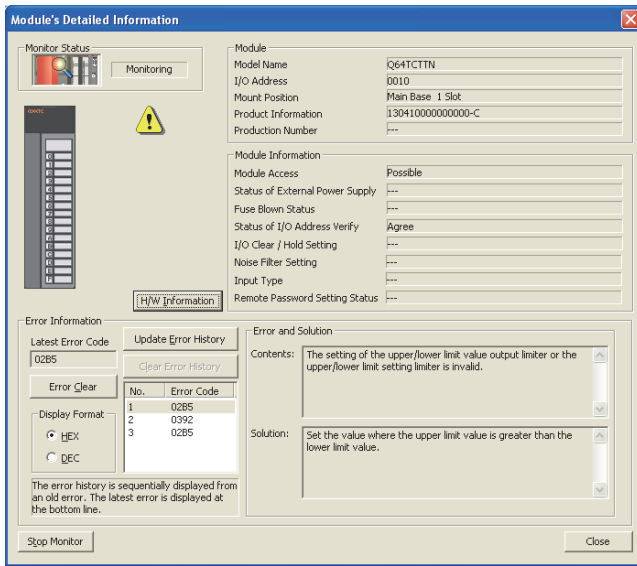 Module's Detailed Information
Monitor Status
Monitoring
Module
Model Name Q64TCTTN
I/O Address 0010
Mount Position Main Base 1 Slot
Product Information 130410000000000-C
Production Number ---
Module Information
Module Access Possible
Status of External Power Supply ---
Fuse Blown Status ---
Status of I/O Address Verify Agree
I/O Clear / Hold Setting ---
Noise Filter Setting ---
Input Type ---
Remote Password Setting Status ---
H/W Information
Error Information
Latest Error Code
02B5
Error Clear
Display Format
HEX
DEC
Update Error History
Clear Error History
No. Error Code
1 02B5
2 0392
3 02B5
The error history is sequentially displayed from
an old error. The latest error is displayed at
the bottom line.
Error and Solution
Contents: The setting of the upper/lower limit value output limiter or the
upper/lower limit setting limiter is invalid.
Solution: Set the value where the upper limit value is greater than the
lower limit value.
Stop Monitor
Close